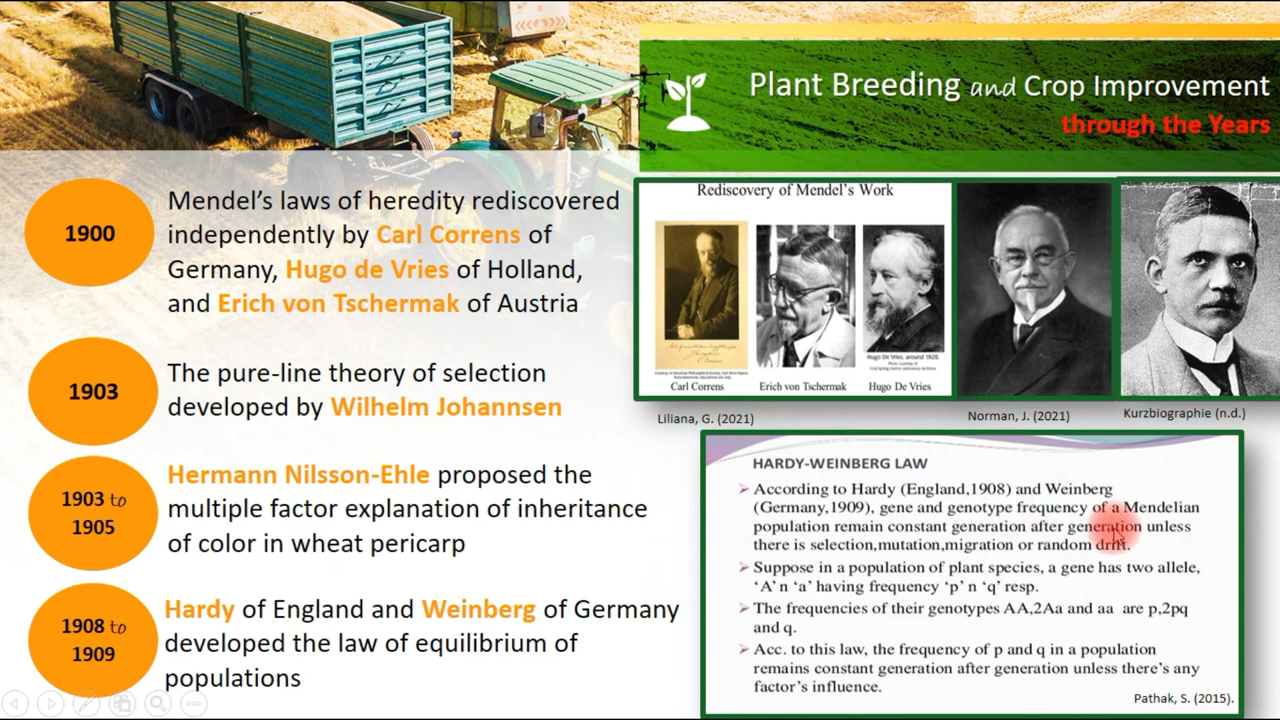 Plant Breeding and Crop Improvement
through the Years
1900
Mendel's laws of heredity rediscovered
independently by Carl Correns of
Germany, Hugo de Vries of Holland,
and Erich von Tschermak of Austria
1903
The pure-line theory of selection
developed by Wilhelm Johannsen
1903 to
1905
Hermann Nilsson-Ehle proposed the
multiple factor explanation of inheritance
of color in wheat pericarp
1908 to
1909
Hardy of England and Weinberg of Germany
developed the law of equilibrium of
populations
Rediscovery of Mendel's Work
Hugo De Vries, around 1920.
Carl Correns
Erich von Tschermak
Hugo De Vries
Liliana, G. (2021)
Norman, J. (2021)
Kurzbiographie (n.d.)
HARDY-WEINBERG LAW
According to Hardy (England,1908) and Weinberg
(Germany,1909), gene and genotype frequency of a Mendelian
population remain constant generation after generation unless
there is selection,mutation,migration or random drift.
Suppose in a population of plant species, a gene has two allele,
'A' n 'a' having frequency 'p' n 'q' resp.
The frequencies of their genotypes AA,2Aa and aa are p,2pq
and q.
Acc. to this law, the frequency of p and q in a population
remains constant generation after generation unless there's any
factor's influence.
Pathak, S. (2015).